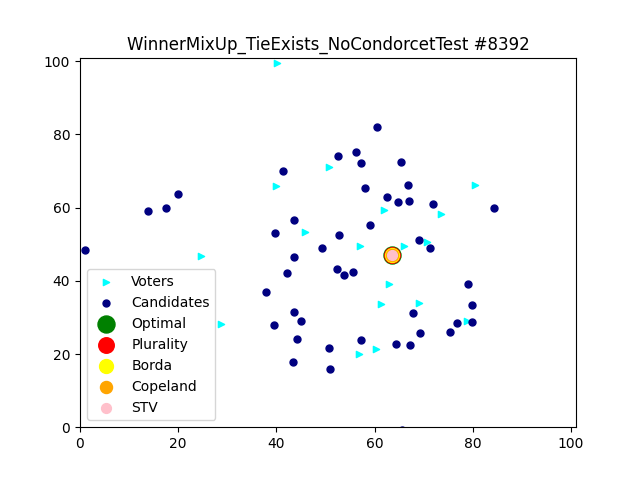 WinnerMixUp_TieExists_NoCondorcetTest #8392
100
80
60
40
20
0
Voters
Candidates
Optimal
Plurality
Borda
Copeland
STV
0 20 40 60 80 100